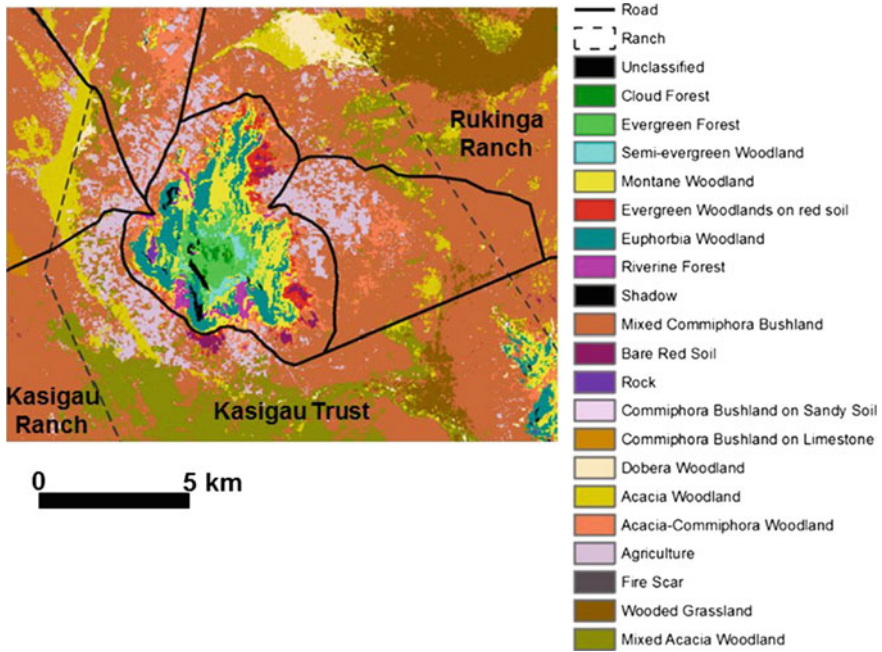 Rukinga
Ranch
Kasigau
Ranch
Kasigau Trust
0
5 km
Road
Ranch
Unclassified
Cloud Forest
Evergreen Forest
Semi-evergreen Woodland
Montane Woodland
Evergreen Woodlands on red soil
Euphorbia Woodland
Riverine Forest
Shadow
Mixed Commiphora Bushland
Bare Red Soil
Rock
Commiphora Bushland on Sandy Soil
Commiphora Bushland on Limestone
Dobera Woodland
Acacia Woodland
Acacia-Commiphora Woodland
Agriculture
Fire Scar
Wooded Grassland
Mixed Acacia Woodland